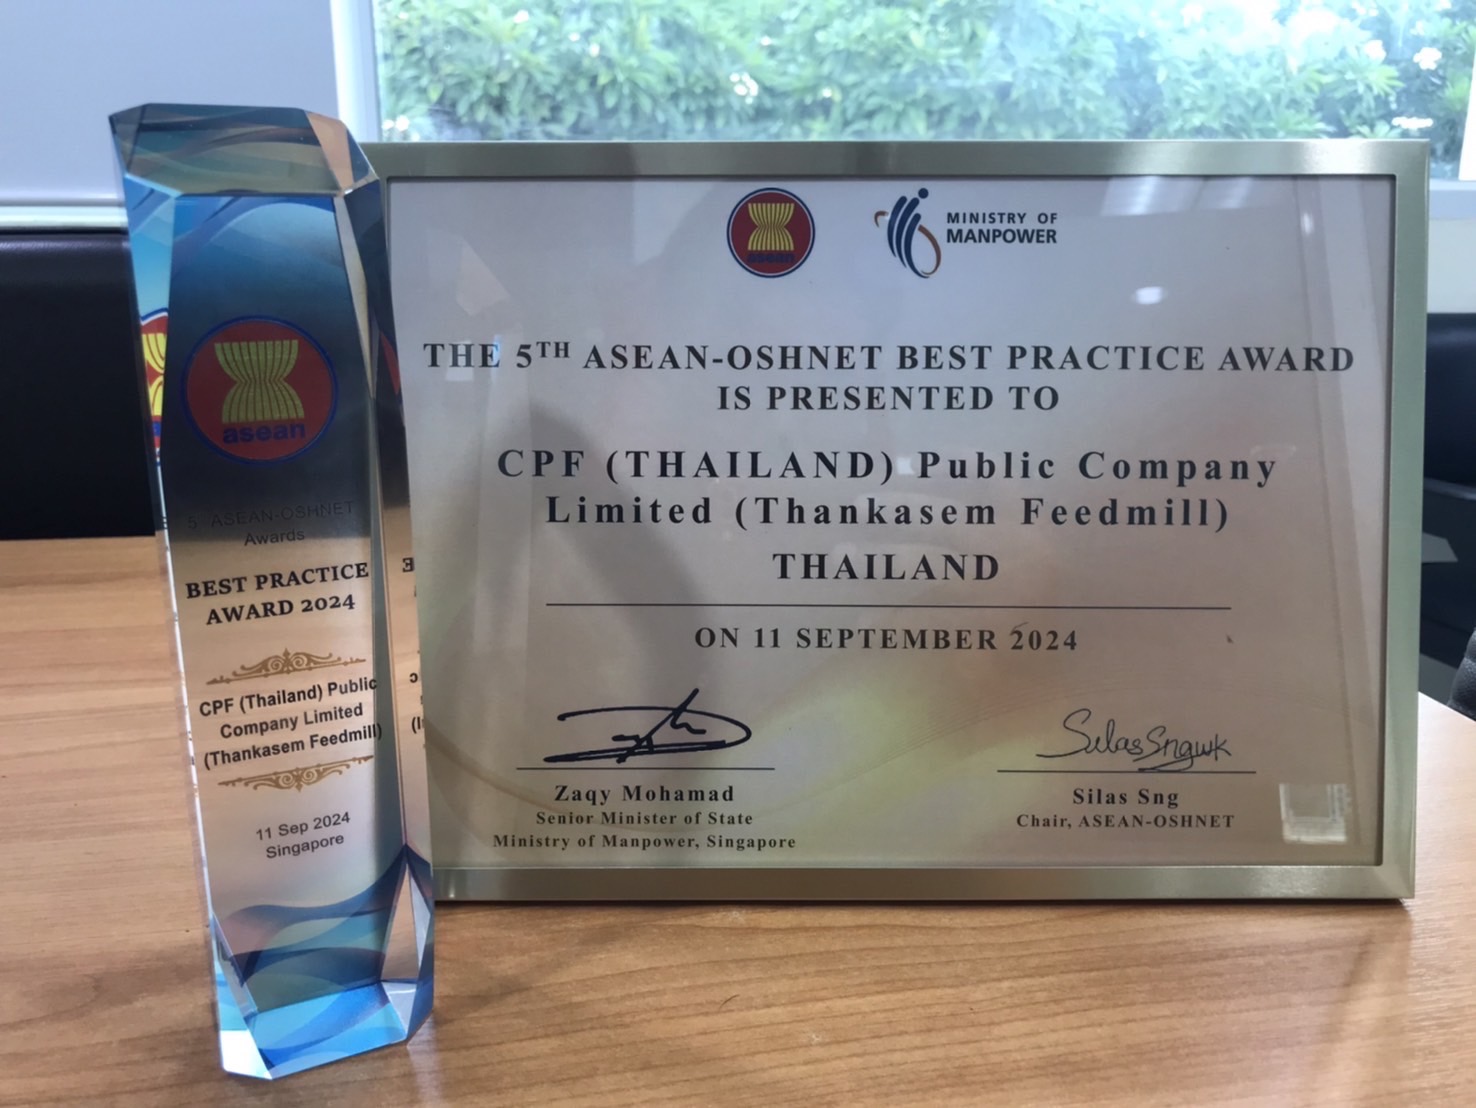 asean
5 ASEAN-OSHNET
Awards
BEST PRACTICE
AWARD 2024
CPF (Thailand) Public
Company Limited
(Thankasem Feedmill)
11 Sep 2024
Singapore
asean
MINISTRY OF
MANPOWER
THE 5TH ASEAN-OSHNET BEST PRACTICE AWARD
IS PRESENTED TO
CPF (THAILAND) Public Company
Limited (Thankasem Feedmill)
THAILAND
ON 11 SEPTEMBER 2024
Zaqy Mohamad
Senior Minister of State
Ministry of Manpower, Singapore
SilasSngwk
Silas Sng
Chair, ASEAN-OSHNET